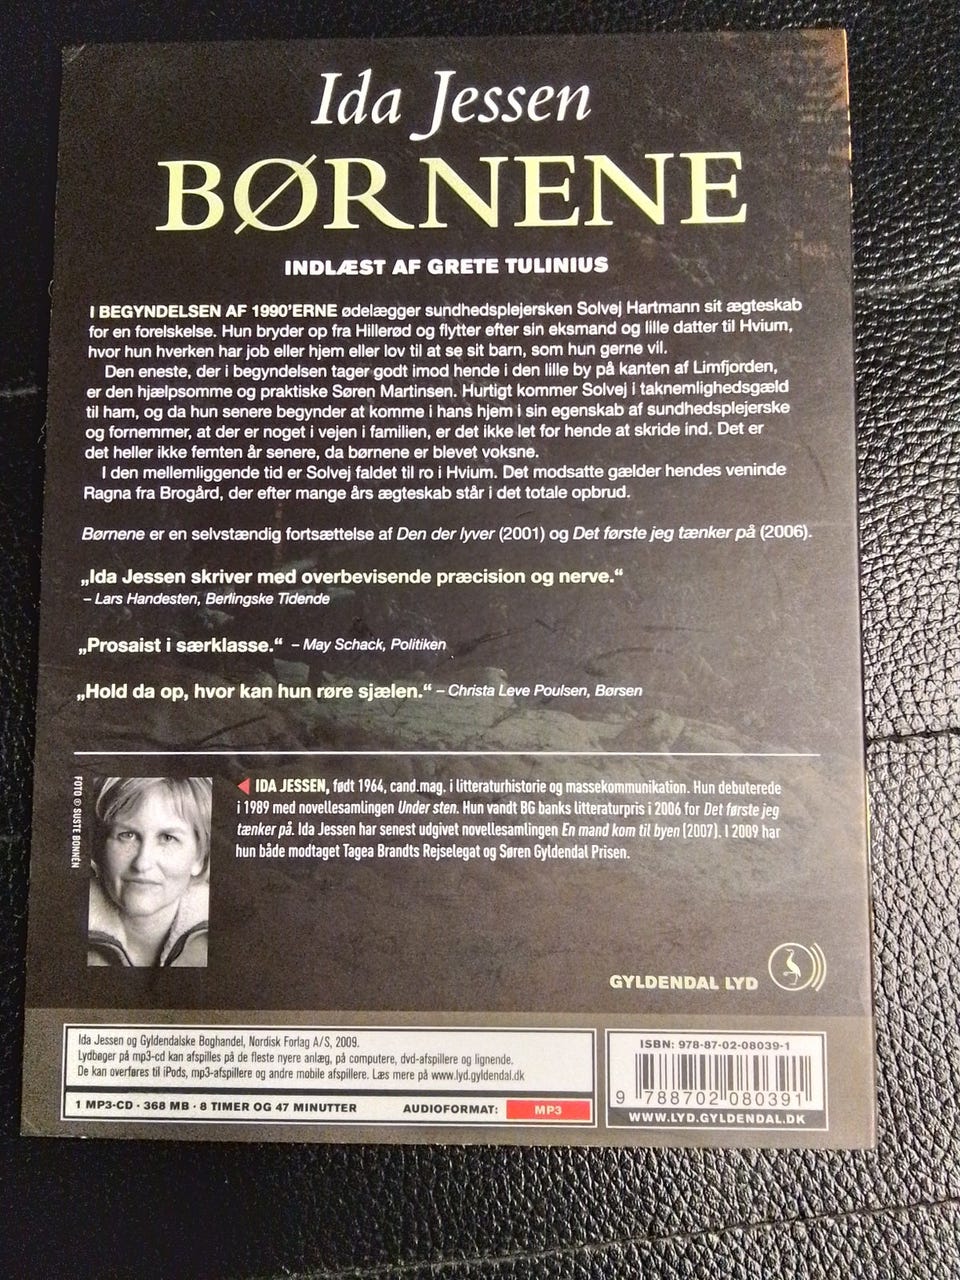 Ida Jessen
BØRNENE
INDLÆST AF GRETE TULINIUS
I BEGYNDELSEN AF 1990'ERNE ødelægger sundhedsplejersken Solvej Hartmann sit ægteskab
for en forelskelse. Hun bryder op fra Hillerød og flytter efter sin eksmand og lille datter til Hvium,
hvor hun hverken har job eller hjem eller lov til at se sit barn, som hun gerne vil.
Den eneste, der i begyndelsen tager godt imod hende i den lille by på kanten af Limfjorden,
er den hjælpsomme og praktiske Søren Martinsen. Hurtigt kommer Solvej i taknemlighedsgæld
til ham, og da hun senere begynder at komme i hans hjem i sin egenskab af sundhedsplejerske
og fornemmer, at der er noget i vejen i familien, er det ikke let for hende at skride ind. Det er
det heller ikke femten år senere, da børnene er blevet voksne.
I den mellemliggende tid er Solvej faldet til ro i Hvium. Det modsatte gælder hendes veninde
Ragna fra Brogård, der efter mange års ægteskab står i det totale opbrud.
Børnene er en selvstændig fortsættelse af Den der lyver (2001) og Det første jeg tænker på (2006).
„Ida Jessen skriver med overbevisende præcision og nerve.“
– Lars Handesten, Berlingske Tidende
„Prosaist i særklasse.“ – May Schack, Politiken
„Hold da op, hvor kan hun røre sjælen.“ – Christa Leve Poulsen, Børsen
FOTO © SUSTE BONNÉN
IDA JESSEN, født 1964, cand.mag. i litteraturhistorie og massekommunikation. Hun debuterede
i 1989 med novellesamlingen Under sten. Hun vandt BG banks litteraturpris i 2006 for Det første jeg
tænker på. Ida Jessen har senest udgivet novellesamlingen En mand kom til byen (2007). I 2009 har
hun både modtaget Tagea Brandts Rejselegat og Søren Gyldendal Prisen.
GYLDENDAL LYD
Ida Jessen og Gyldendalske Boghandel, Nordisk Forlag A/S, 2009.
Lydbøger på mp3-cd kan afspilles på de fleste nyere anlæg, på computere, dvd-afspillere og lignende.
De kan overføres til iPods, mp3-afspillere og andre mobile afspillere. Læs mere på www.lyd.gyldendal.dk
1 MP3-CD · 368 MB · 8 TIMER OG 47 MINUTTER AUDIOFORMAT: MP3
ISBN: 978-87-02-08039-1
9 788702 080391
WWW.LYD.GYLDENDAL.DK